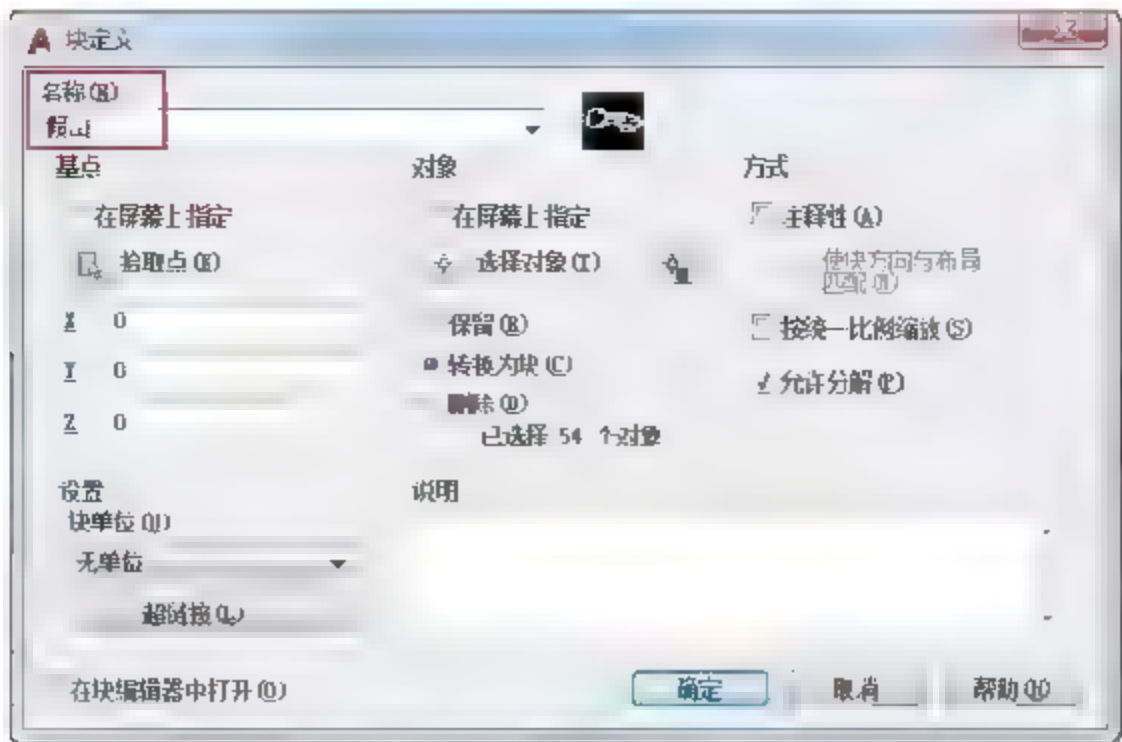 块定义
名称(N)
假山
基点
在屏幕上指定
拾取点(K)
X 0
Y 0
Z 0
对象
在屏幕上指定
选择对象(T)
保留(R)
转换为块(C)
删除(D)
已选择 54 个对象
方式
注释性(A)
使块方向与布局
匹配(M)
按统一比例缩放(S)
允许分解(P)
设置
块单位(U)
无单位
超链接(L)
说明
在块编辑器中打开(O)
确定
取消
帮助(H)